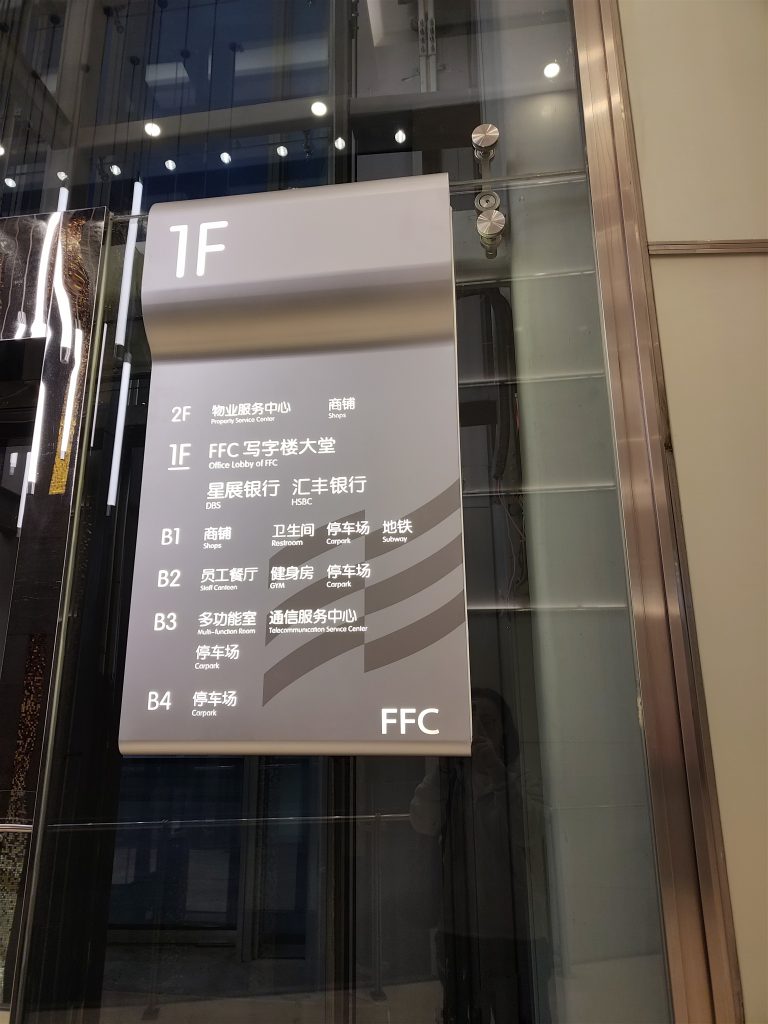 1F
2F 物业服务中心 商铺
Property Service Center Shops
1F FFC 写字楼大堂
Office Lobby of FFC
星展银行 汇丰银行
DBS HSBC
B1 商铺 卫生间 停车场 地铁
Shops Restroom Carpark Subway
B2 员工餐厅 健身房 停车场
Staff Canteen GYM Carpark
B3 多功能室 通信服务中心
Multi-function Room Telecommunication Service Center
停车场
Carpark
B4 停车场
Carpark
FFC